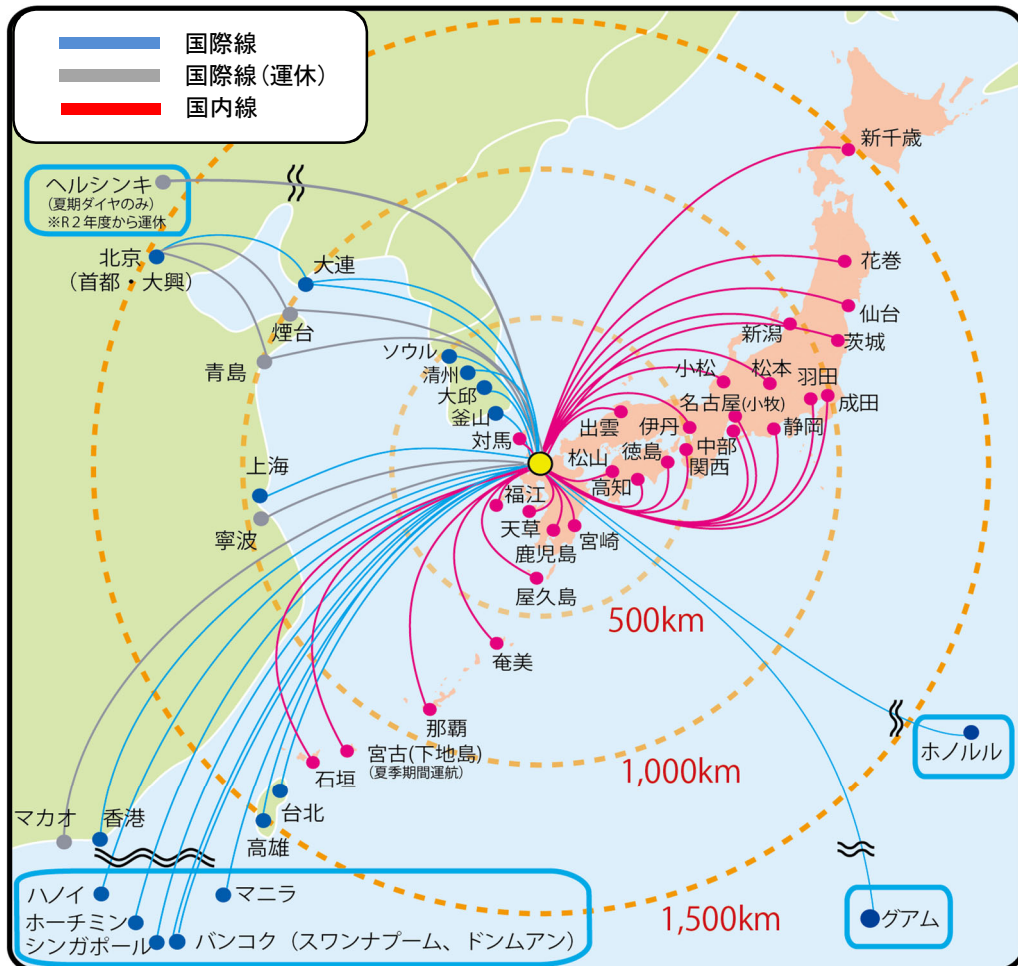 国際線
国際線（運休）
国内線
新千歳
ヘルシンキ
(夏期ダイヤのみ)
※R２年度から運休
北京
（首都・大興）
大連
花巻
仙台
煙台
新潟
茨城
青島
ソウル
清州
大邱
釜山
対馬
小松
松本
羽田
成田
名古屋(小牧)
出雲
伊丹
静岡
中部
関西
徳島
松山
高知
上海
寧波
福江
天草
宮崎
鹿児島
屋久島
500km
奄美
那覇
宮古(下地島)
(夏季期間運航)
石垣
1,000km
ホノルル
台北
高雄
マカオ
香港
ハノイ
マニラ
ホーチミン
シンガポール
バンコク（スワンナプーム、ドンムアン）
1,500km
グアム